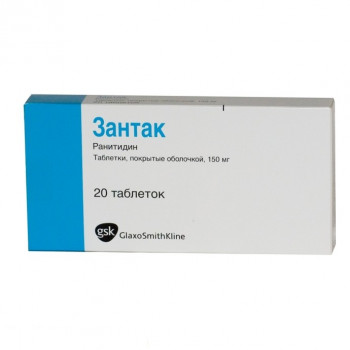 Зантак
Ранитидин
Таблетки, покрытые оболочкой, 150 мг
20 таблеток
gsk GlaxoSmithKline